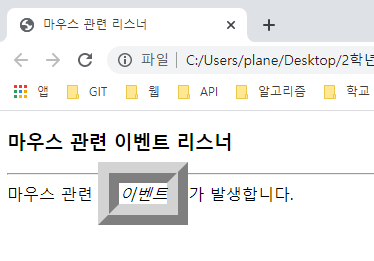 마우스 관련 리스너
파일 C:/Users/plane/Desktop/2학년
앱 GIT 웹 API 알고리즘 학교
마우스 관련 이벤트 리스너
마우스 관련 이벤트 가 발생합니다.